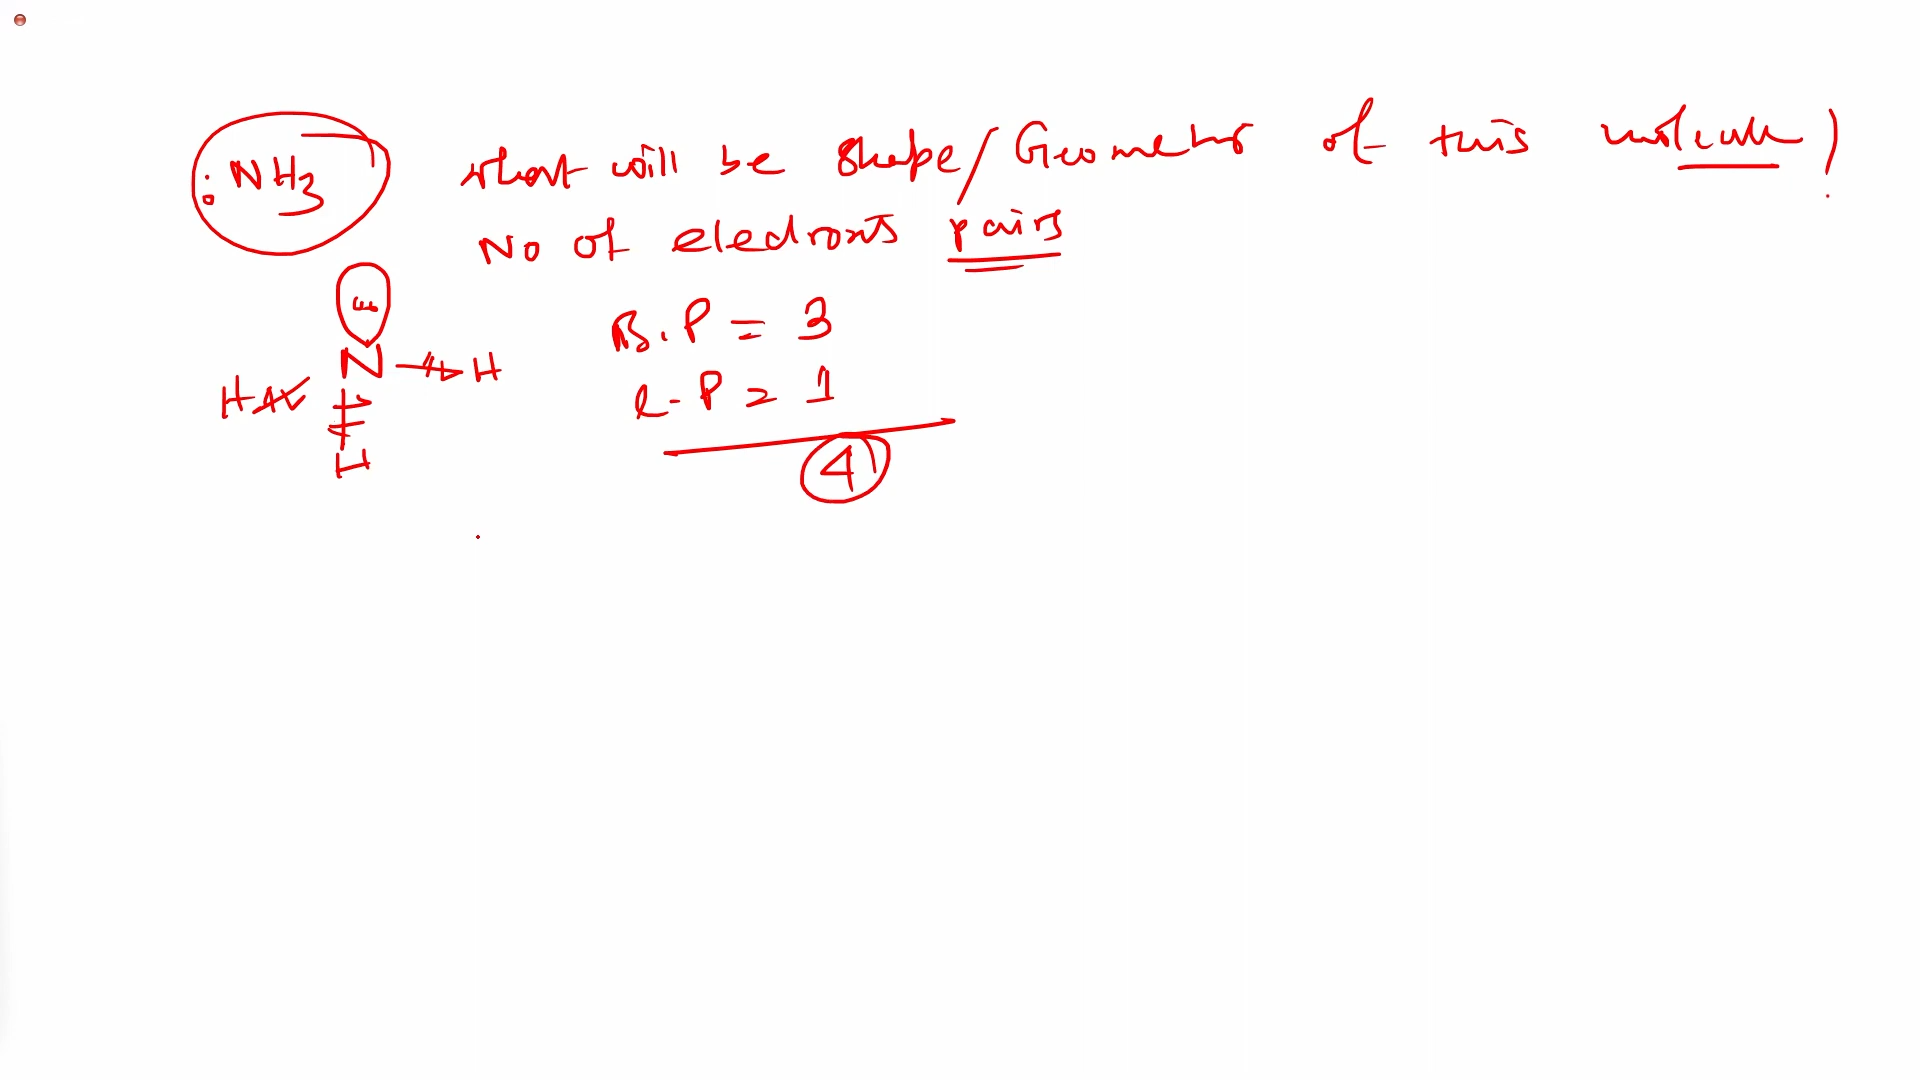 :NH3 what will be shape/Geometry of this molecule?
No of electrons pairs
E
N
H
H
H
B.P = 3
L-P = 1
4